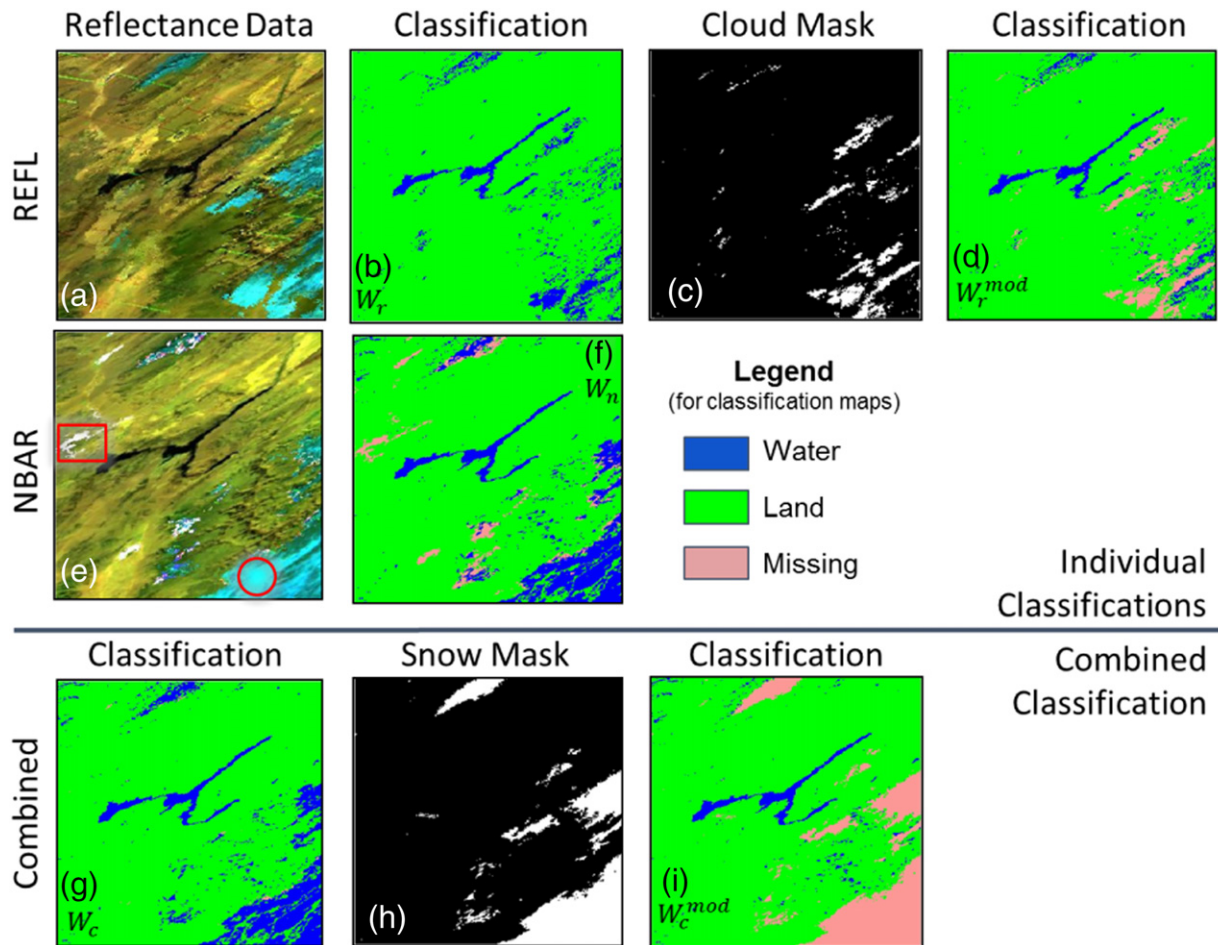 Reflectance Data
Classification
Cloud Mask
Classification
REFL
(a)
(b)
W_r
(c)
(d)
W_r^{mod}
NBAR
(e)
(f)
W_n
Legend
(for classification maps)
Water
Land
Missing
Individual
Classifications
Classification
Snow Mask
Classification
Combined
Classification
Combined
(g)
W_c
(h)
(i)
W_c^{mod}